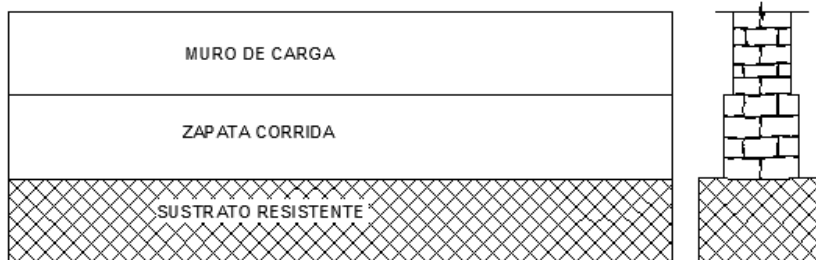 MURO DE CARGA
ZAPATA CORRIDA
SUSTRATO RESISTENTE